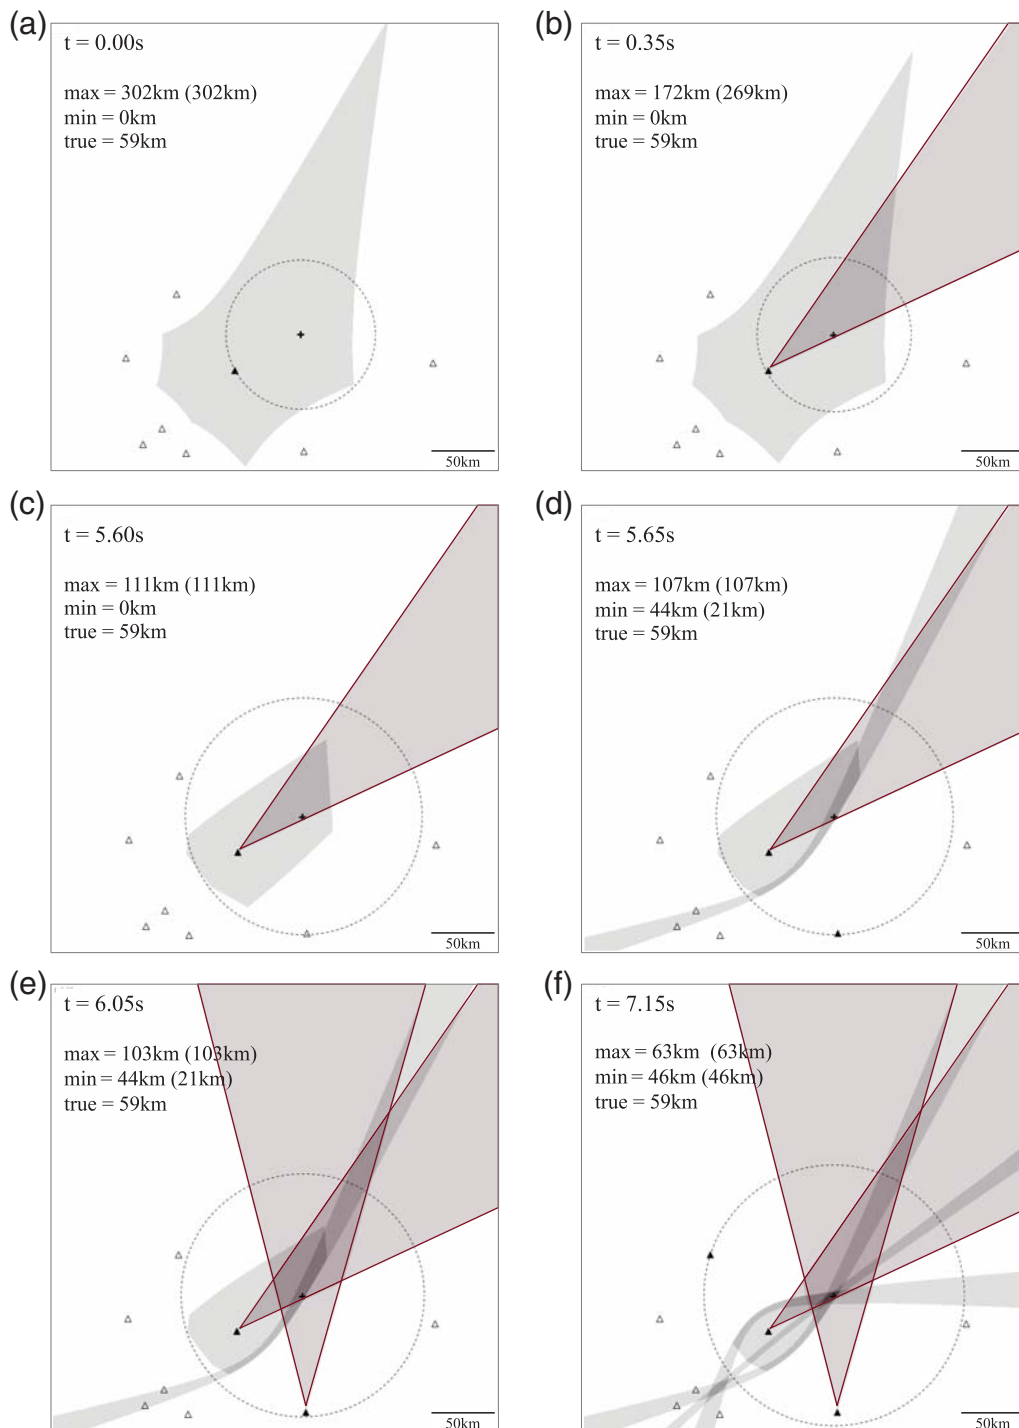 (a)
t = 0.00s
max = 302km (302km)
min = 0km
true = 59km
50km
(b)
t = 0.35s
max = 172km (269km)
min = 0km
true = 59km
50km
(c)
t = 5.60s
max = 111km (111km)
min = 0km
true = 59km
50km
(d)
t = 5.65s
max = 107km (107km)
min = 44km (21km)
true = 59km
50km
(e)
t = 6.05s
max = 103km (103km)
min = 44km (21km)
true = 59km
50km
(f)
t = 7.15s
max = 63km (63km)
min = 46km (46km)
true = 59km
50km